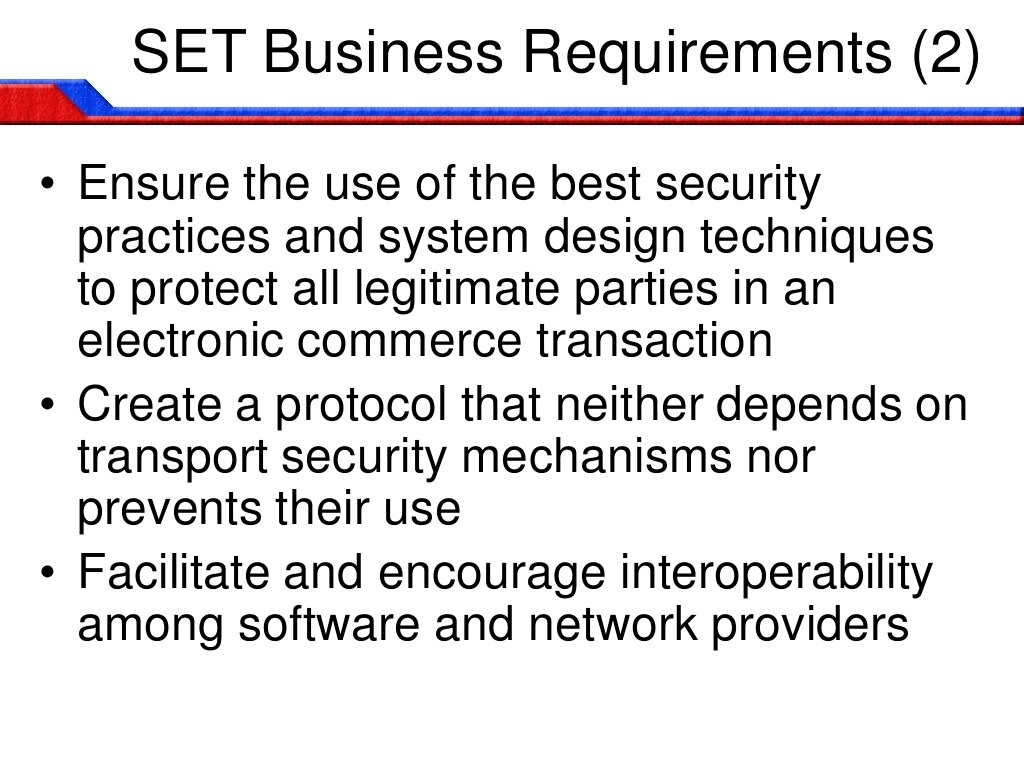 SET Business Requirements (2)
• Ensure the use of the best security
practices and system design techniques
to protect all legitimate parties in an
electronic commerce transaction
• Create a protocol that neither depends on
transport security mechanisms nor
prevents their use
• Facilitate and encourage interoperability
among software and network providers